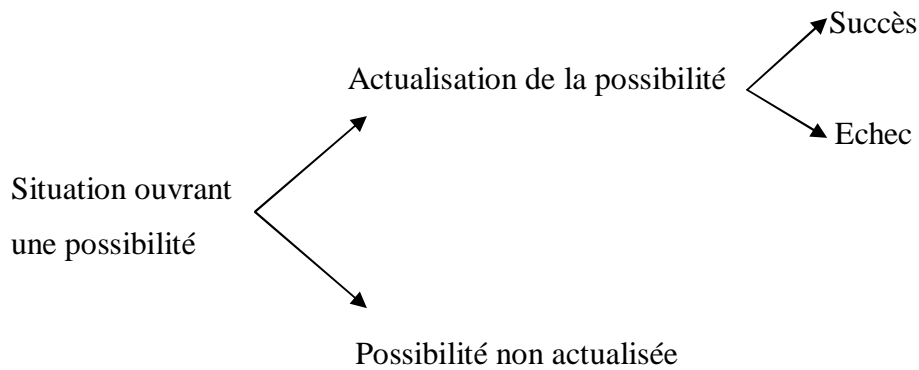 Succès
Actualisation de la possibilité
Echec
Situation ouvrant
une possibilité
Possibilité non actualisée